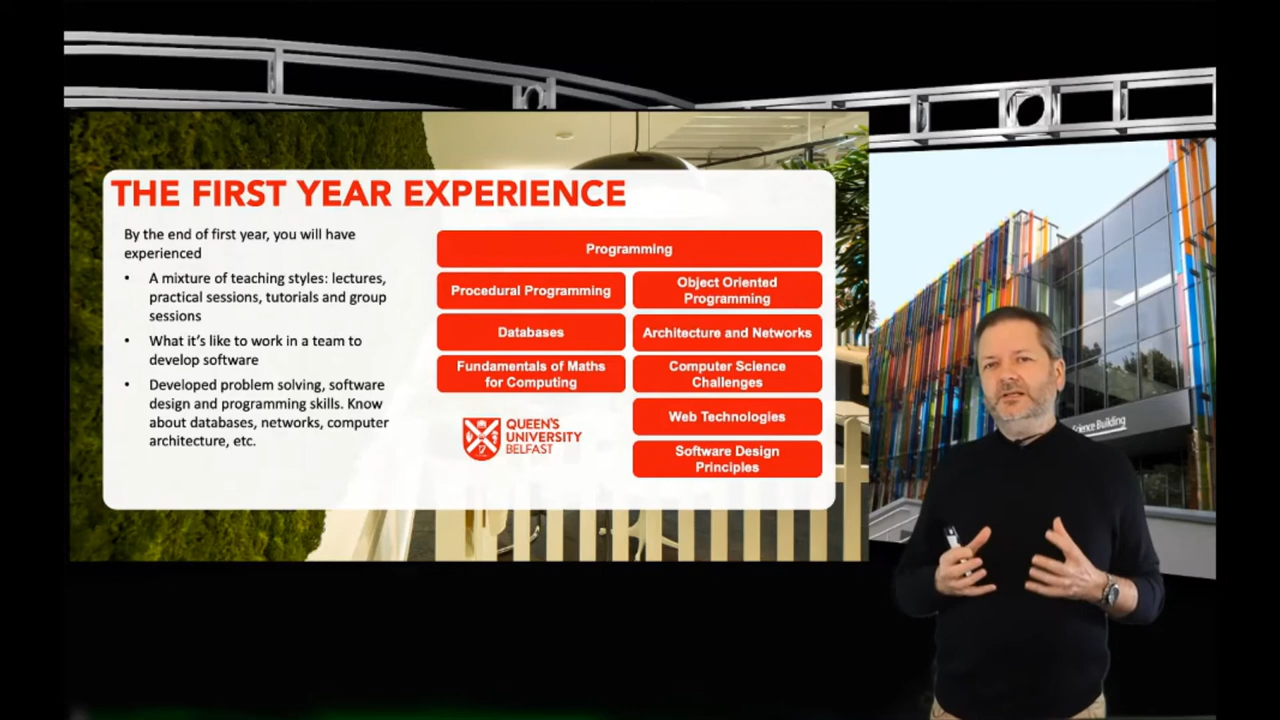 THE FIRST YEAR EXPERIENCE
By the end of first year, you will have
experienced
• A mixture of teaching styles: lectures,
practical sessions, tutorials and group
sessions
• What it's like to work in a team to
develop software
• Developed problem solving, software
design and programming skills. Know
about databases, networks, computer
architecture, etc.
Programming
Procedural Programming
Object Oriented
Programming
Databases
Architecture and Networks
Fundamentals of Maths
for Computing
Computer Science
Challenges
Web Technologies
Software Design
Principles
QUEEN'S
UNIVERSITY
BELFAST
Science Building